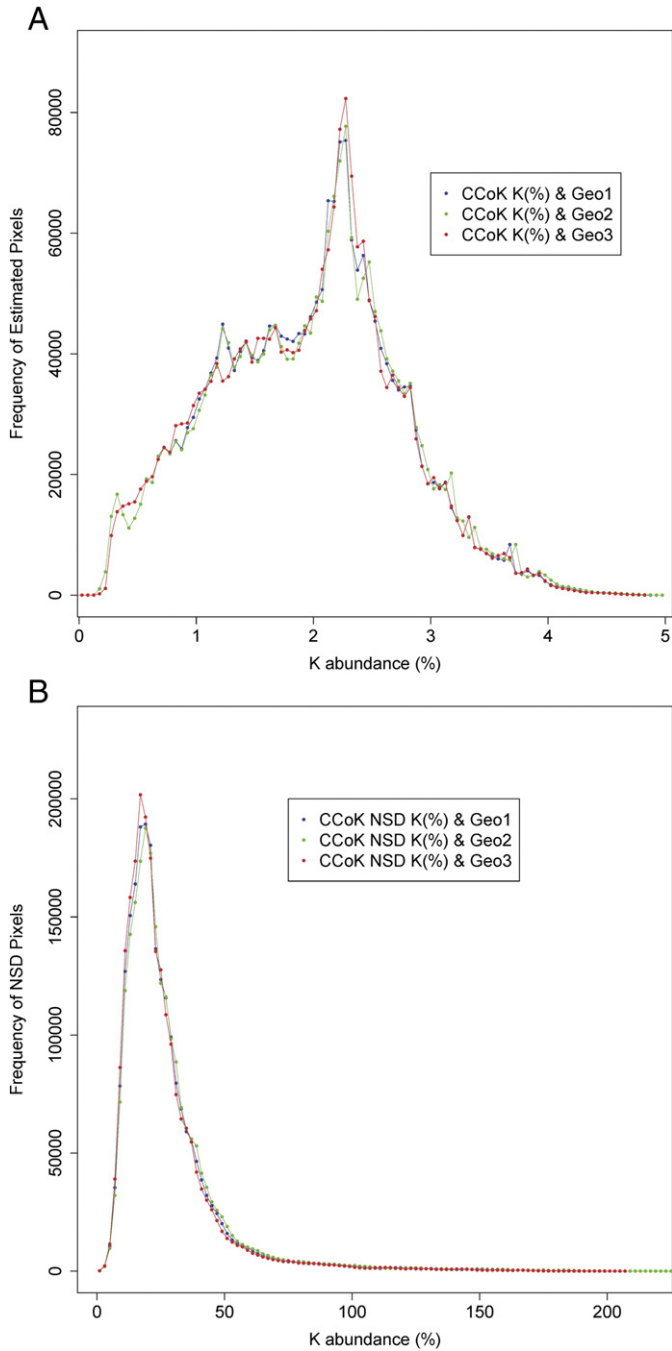 A
Frequency of Estimated Pixels
80000
60000
40000
20000
0
CCoK K(%) & Geo1
CCoK K(%) & Geo2
CCoK K(%) & Geo3
0 1 2 3 4 5
K abundance (%)
B
Frequency of NSD Pixels
200000
150000
100000
50000
0
CCoK NSD K(%) & Geo1
CCoK NSD K(%) & Geo2
CCoK NSD K(%) & Geo3
0 50 100 150 200
K abundance (%)